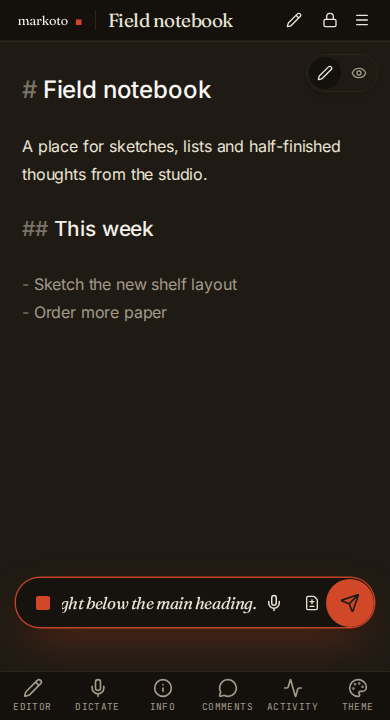 markoto
Field notebook
# Field notebook
A place for sketches, lists and half-finished
thoughts from the studio.
## This week
- Sketch the new shelf layout
- Order more paper
ght below the main heading.
EDITOR DICTATE INFO COMMENTS ACTIVITY THEME